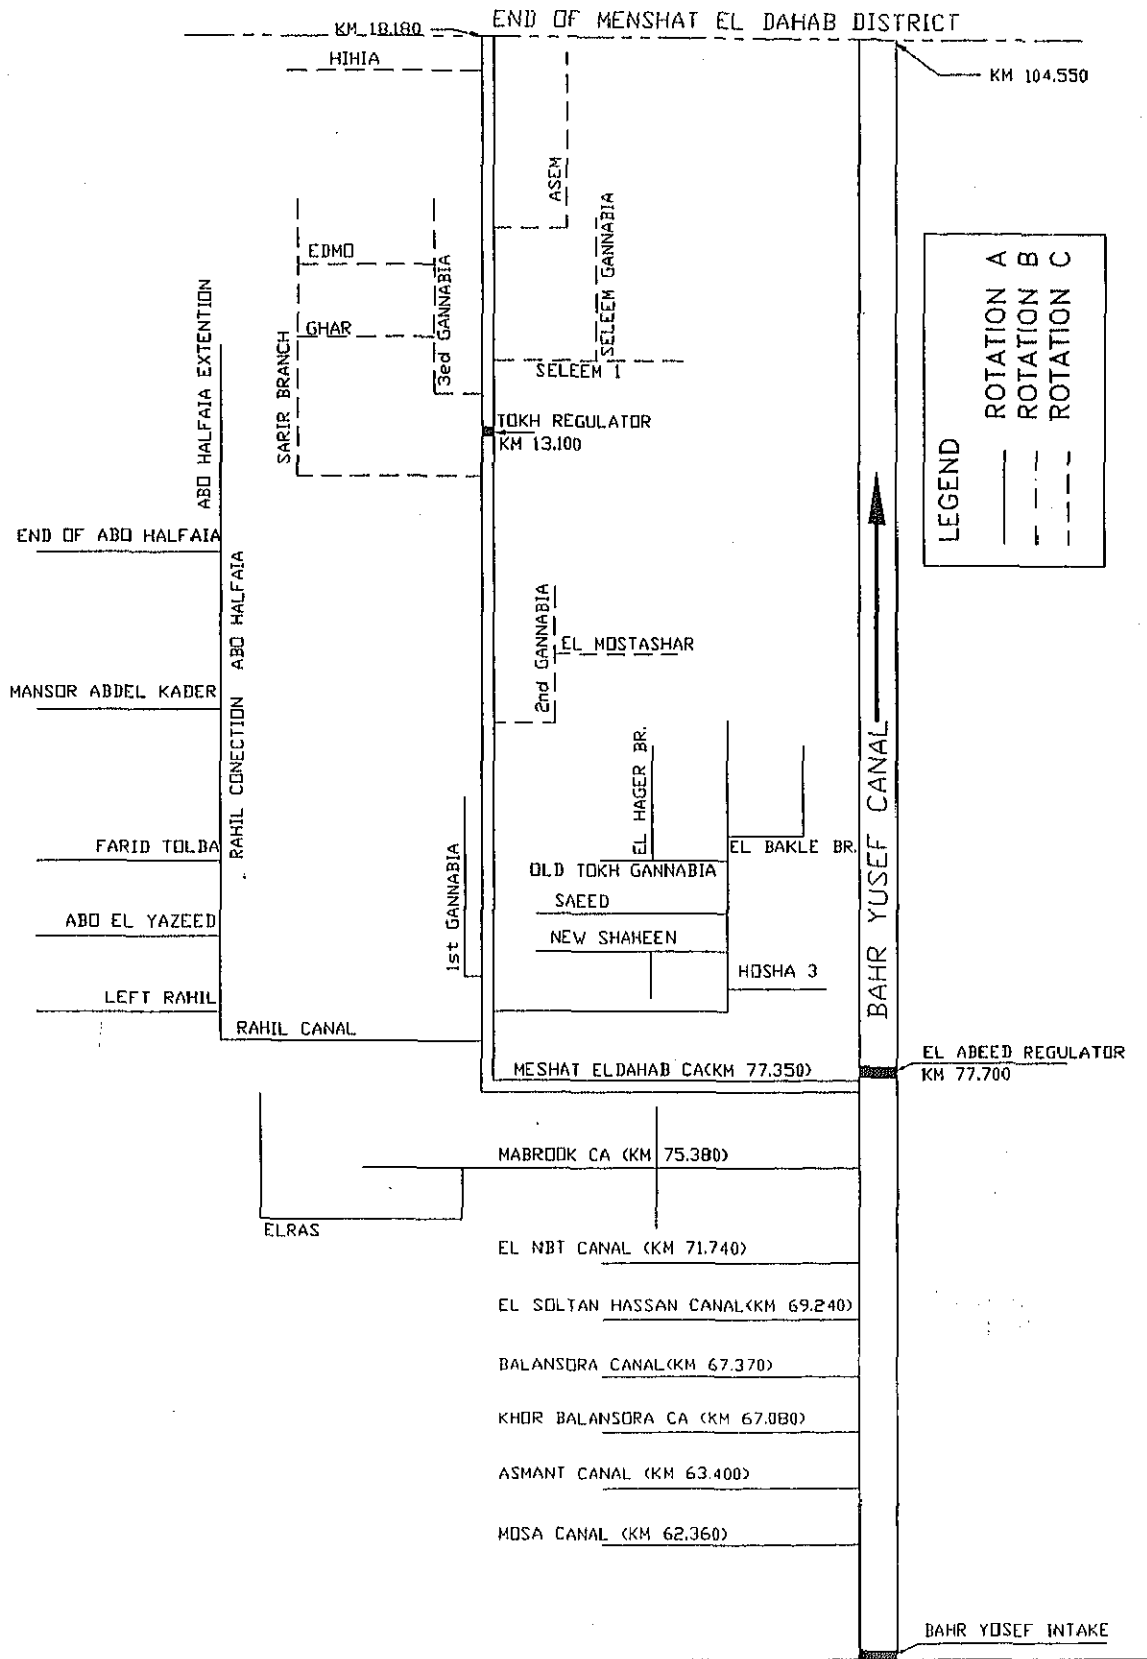 END OF MENSHAT EL DAHAB DISTRICT
KM 18.180
HIHIA
KM 104.550
ASEM
SELEEM GANNABIA
EDMO
GHAR
3ed GANNABIA
SARIR BRANCH
SELEEM 1
ABO HALFAIA EXTENTION
TOKH REGULATOR
KM 13.100
LEGEND
ROTATION A
ROTATION B
ROTATION C
END OF ABO HALFAIA
ABO HALFAIA
2nd GANNABIA
EL MOSTASHAR
MANSOR ABDEL KADER
RAHIL CONECTION
EL HAGER BR.
BAHR YUSEF CANAL
FARID TOLBA
EL BAKLE BR.
OLD TOKH GANNABIA
1st GANNABIA
SAEED
ABO EL YAZEED
NEW SHAHEEN
HOSHA 3
LEFT RAHIL
RAHIL CANAL
EL ABEED REGULATOR
KM 77.700
MESHAT ELDAHAB CA(KM 77.350)
MABROOK CA (KM 75.380)
ELRAS
EL NBT CANAL (KM 71.740)
EL SOLTAN HASSAN CANAL(KM 69.240)
BALANSORA CANAL(KM 67.370)
KHOR BALANSORA CA (KM 67.080)
ASMANT CANAL (KM 63.400)
MOSA CANAL (KM 62.360)
BAHR YOSEF INTAKE